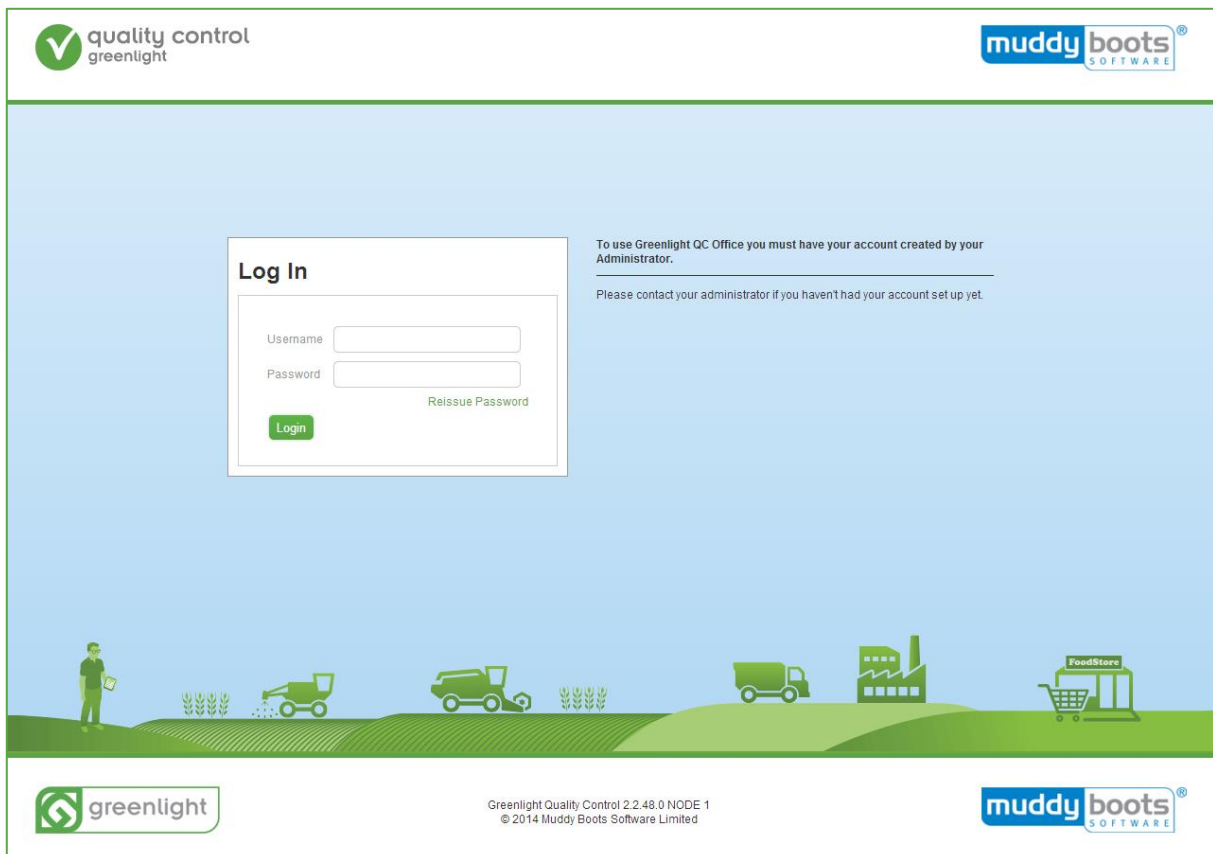 quality control
greenlight
muddy boots®
SOFTWARE
Log In
To use Greenlight QC Office you must have your account created by your
Administrator.
Please contact your administrator if you haven't had your account set up yet.
Username
Password
Reissue Password
Login
FoodStore
greenlight
Greenlight Quality Control 2.2.48.0 NODE 1
© 2014 Muddy Boots Software Limited
muddy boots®
SOFTWARE